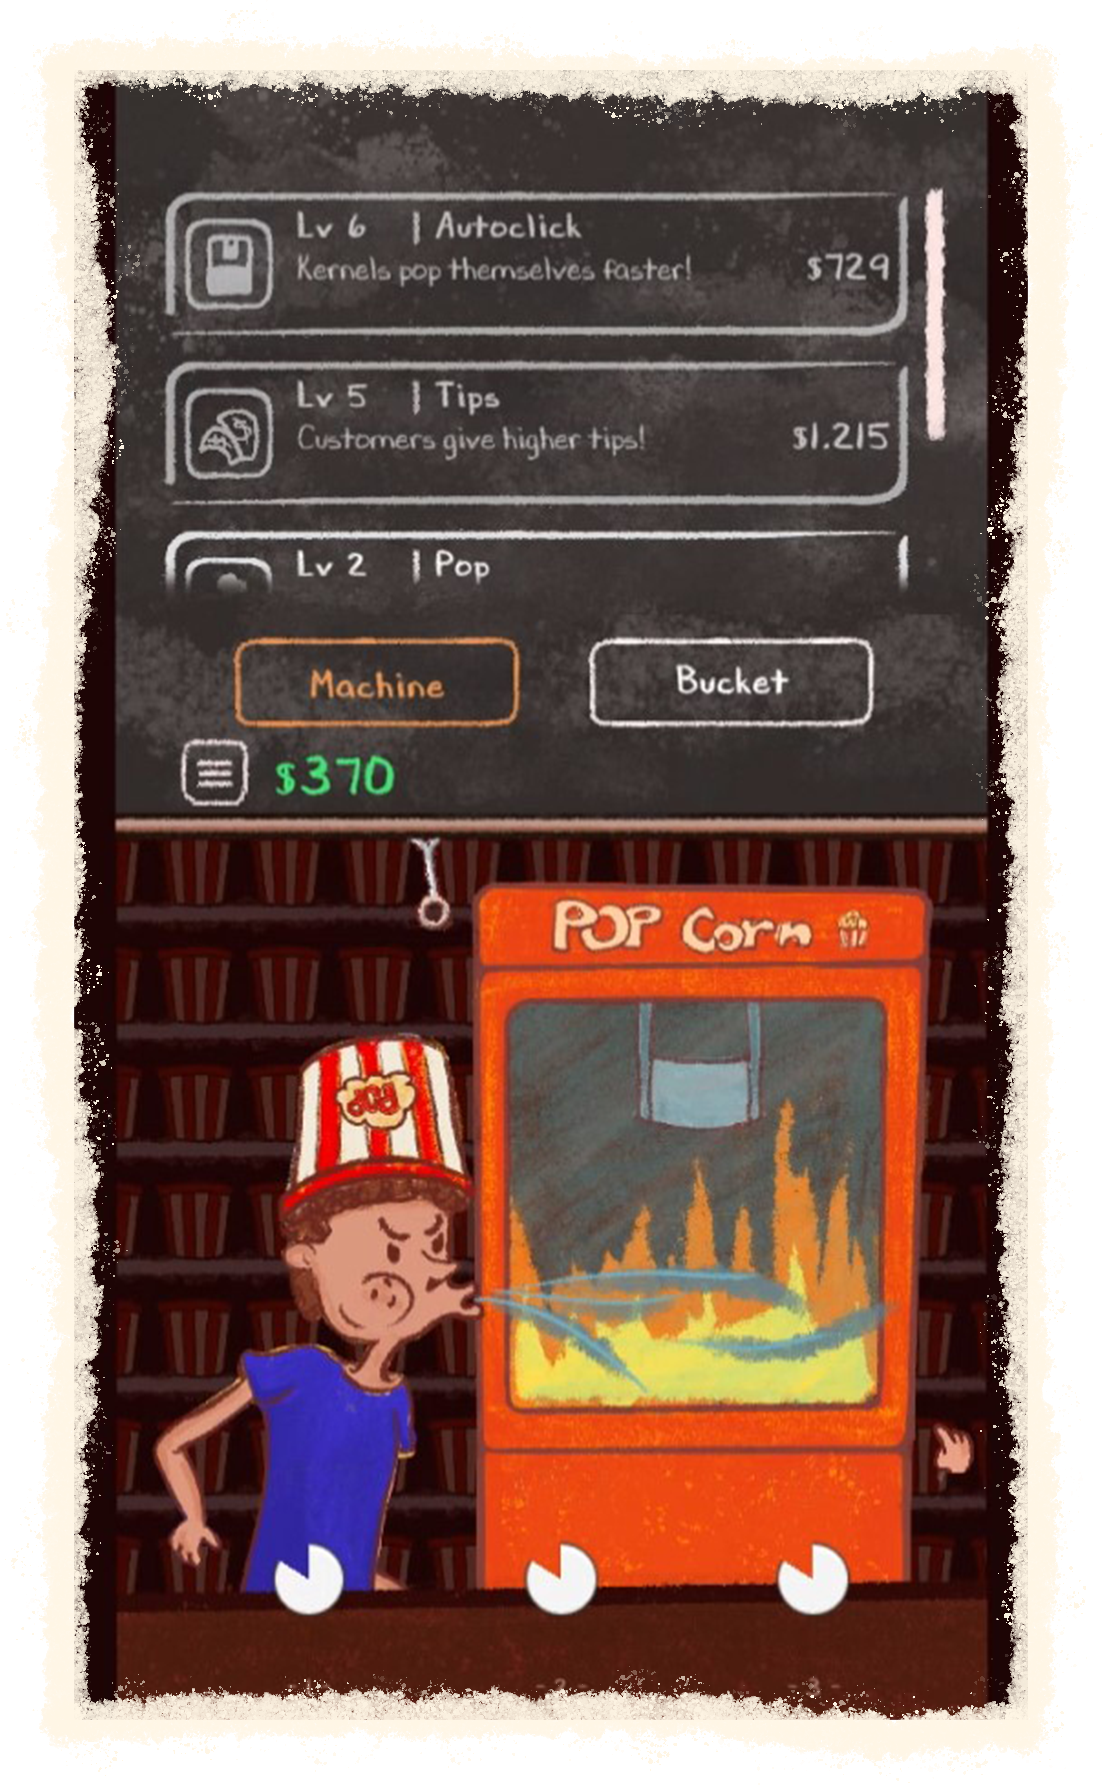 Lv 6 | Autoclick
Kernels pop themselves faster!
$729
Lv 5 | Tips
Customers give higher tips!
$1.215
Lv 2 | Pop
Machine
Bucket
$370
POP Corn
POP